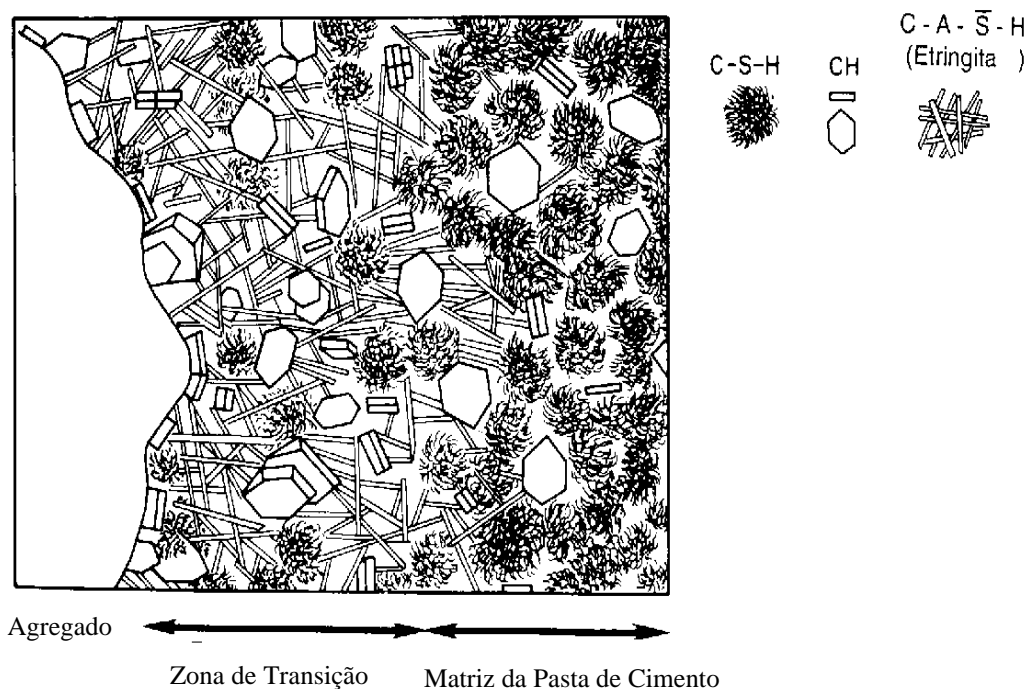 C-S-H
CH
C - A - S̅ - H
(Etringita )
Agregado
Zona de Transição
Matriz da Pasta de Cimento